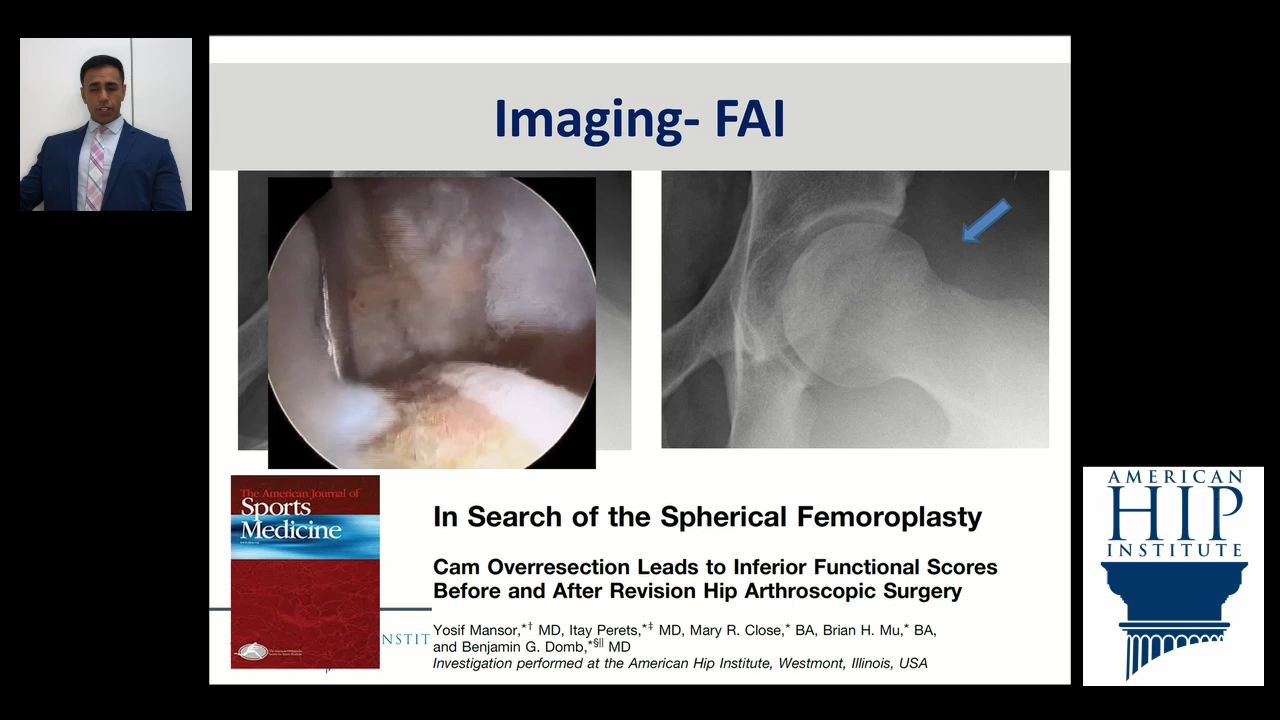 Imaging- FAI
The American Journal of
Sports
Medicine
In Search of the Spherical Femoroplasty
Cam Overresection Leads to Inferior Functional Scores
Before and After Revision Hip Arthroscopic Surgery
Yosif Mansor,*† MD, Itay Perets,*‡ MD, Mary R. Close,* BA, Brian H. Mu,* BA,
and Benjamin G. Domb,*§|| MD
Investigation performed at the American Hip Institute, Westmont, Illinois, USA
NSTIT
AMERICAN
HIP
INSTITUTE